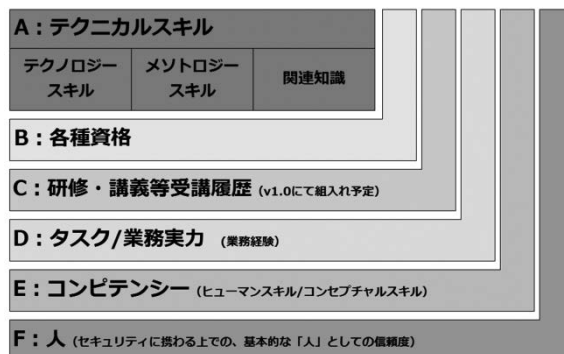 A：テクニカルスキル
テクノロジー
スキル
メソトロジー
スキル
関連知識
B：各種資格
C：研修・講義等受講履歴 (v1.0にて組入れ予定)
D：タスク/業務実力 (業務経験)
E：コンピテンシー (ヒューマンスキル/コンセプチャルスキル)
F：人 (セキュリティに携わる上での、基本的な「人」としての信頼度)